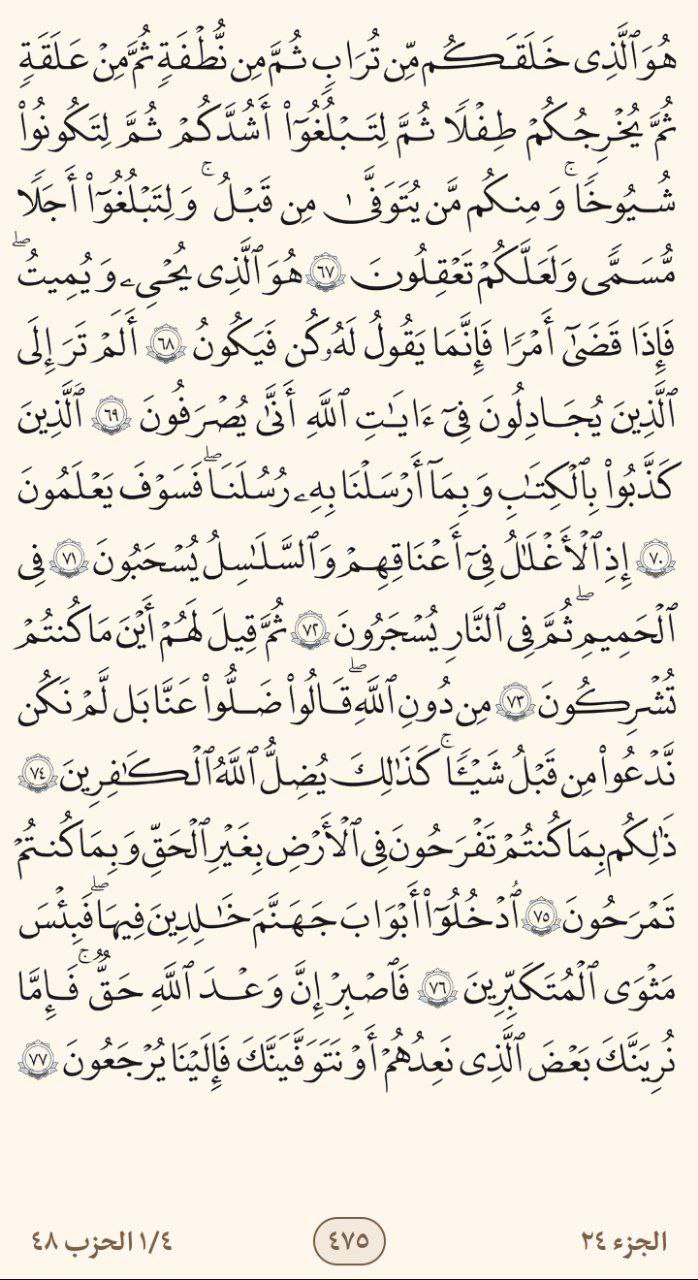 هُوَ ٱلَّذِى خَلَقَكُم مِّن تُرَابٍ ثُمَّ مِن نُّطْفَةٍ ثُمَّ مِنْ عَلَقَةٍ
ثُمَّ يُخْرِجُكُمْ طِفْلًا ثُمَّ لِتَبْلُغُوٓا۟ أَشُدَّكُمْ ثُمَّ لِتَكُونُوا۟
شُيُوخًا ۚ وَمِنكُم مَّن يُتَوَفَّىٰ مِن قَبْلُ ۚ وَلِتَبْلُغُوٓا۟ أَجَلًا
مُّسَمًّى وَلَعَلَّكُمْ تَعْقِلُونَ ٦٧ هُوَ ٱلَّذِى يُحْىِۦ وَيُمِيتُ ۖ
فَإِذَا قَضَىٰٓ أَمْرًا فَإِنَّمَا يَقُولُ لَهُۥ كُن فَيَكُونُ ٦٨ أَلَمْ تَرَ إِلَى
ٱلَّذِينَ يُجَـٰدِلُونَ فِىٓ ءَايَـٰتِ ٱللَّهِ أَنَّىٰ يُصْرَفُونَ ٦٩ ٱلَّذِينَ
كَذَّبُوا۟ بِٱلْكِتَـٰبِ وَبِمَآ أَرْسَلْنَا بِهِۦ رُسُلَنَا ۖ فَسَوْفَ يَعْلَمُونَ
٧٠ إِذِ ٱلْأَغْلَـٰلُ فِىٓ أَعْنَـٰقِهِمْ وَٱلسَّلَـٰسِلُ يُسْحَبُونَ ٧١ فِى
ٱلْحَمِيمِ ۖ ثُمَّ فِى ٱلنَّارِ يُسْجَرُونَ ٧٢ ثُمَّ قِيلَ لَهُمْ أَيْنَ مَا كُنتُمْ
تُشْرِكُونَ ٧٣ مِن دُونِ ٱللَّهِ ۖ قَالُوا۟ ضَلُّوا۟ عَنَّا بَل لَّمْ نَكُن
نَّدْعُوا۟ مِن قَبْلُ شَيْـًٔا ۚ كَذَٰلِكَ يُضِلُّ ٱللَّهُ ٱلْكَـٰفِرِينَ ٧٤
ذَٰلِكُم بِمَا كُنتُمْ تَفْرَحُونَ فِى ٱلْأَرْضِ بِغَيْرِ ٱلْحَقِّ وَبِمَا كُنتُمْ
تَمْرَحُونَ ٧٥ ٱدْخُلُوٓا۟ أَبْوَٰبَ جَهَنَّمَ خَـٰلِدِينَ فِيهَا ۖ فَبِئْسَ
مَثْوَى ٱلْمُتَكَبِّرِينَ ٧٦ فَٱصْبِرْ إِنَّ وَعْدَ ٱللَّهِ حَقٌّ ۚ فَإِمَّا
نُرِيَنَّكَ بَعْضَ ٱلَّذِى نَعِدُهُمْ أَوْ نَتَوَفَّيَنَّكَ فَإِلَيْنَا يُرْجَعُونَ ٧٧
الجزء ٢٤
٤٧٥
١/٤ الحزب ٤٨